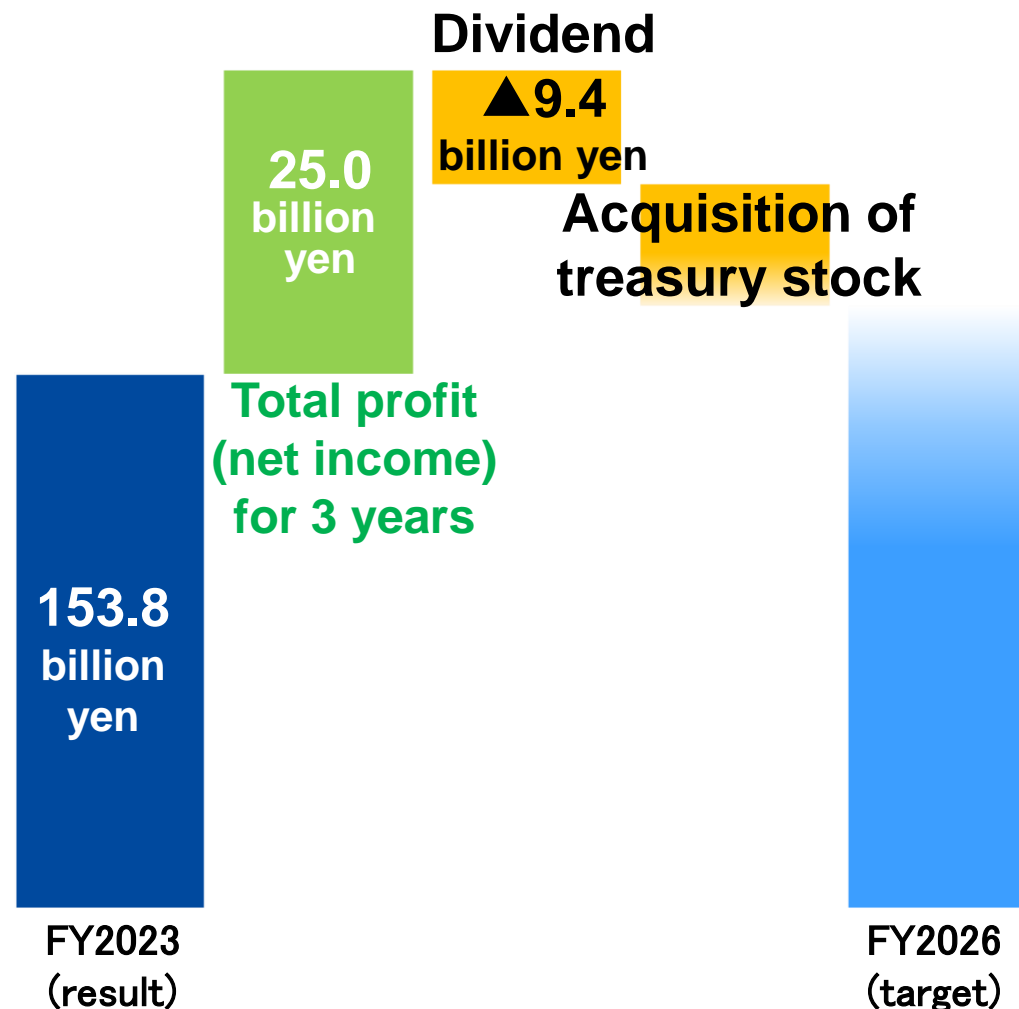 Dividend
▲9.4
billion yen
25.0
billion
yen
Acquisition of
treasury stock
Total profit
(net income)
for 3 years
153.8
billion
yen
FY2023
(result)
FY2026
(target)